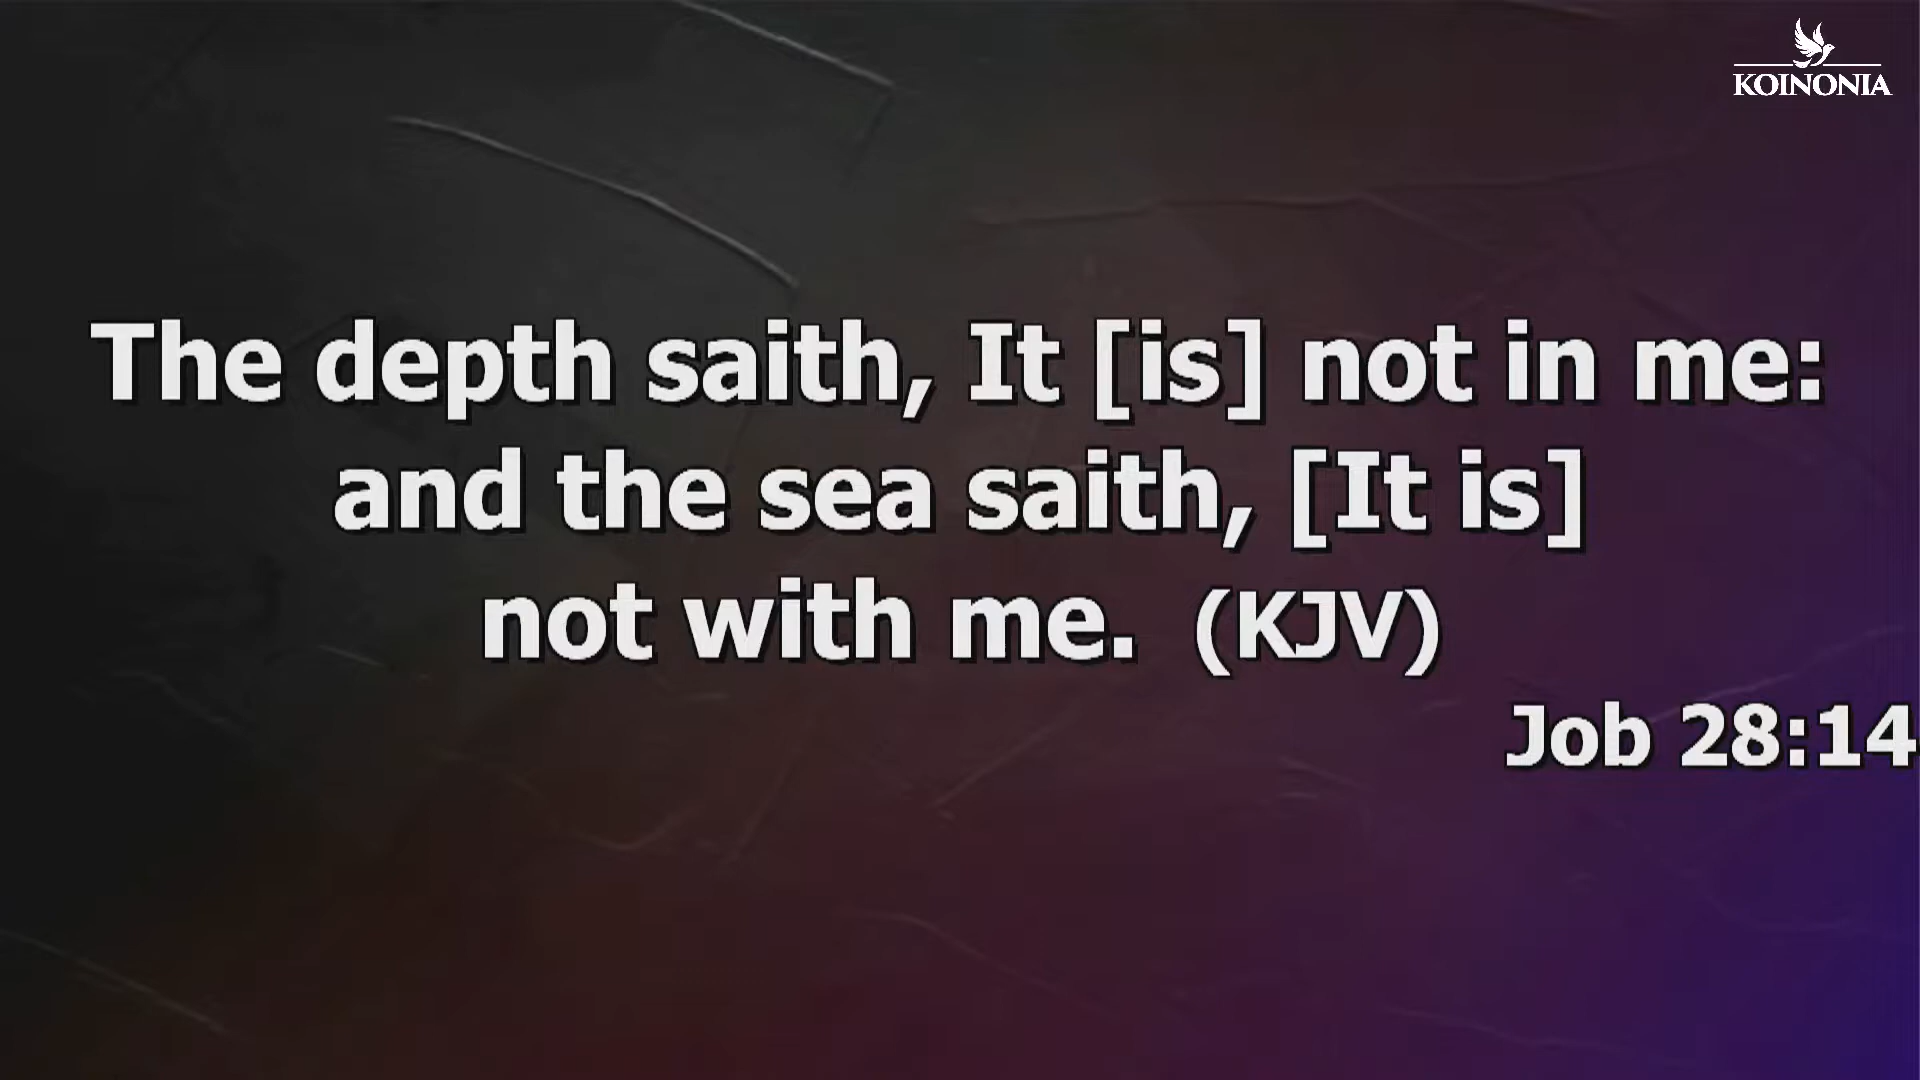 KOINONIA
The depth saith, It [is] not in me:
and the sea saith, [It is]
not with me. (KJV)
Job 28:14